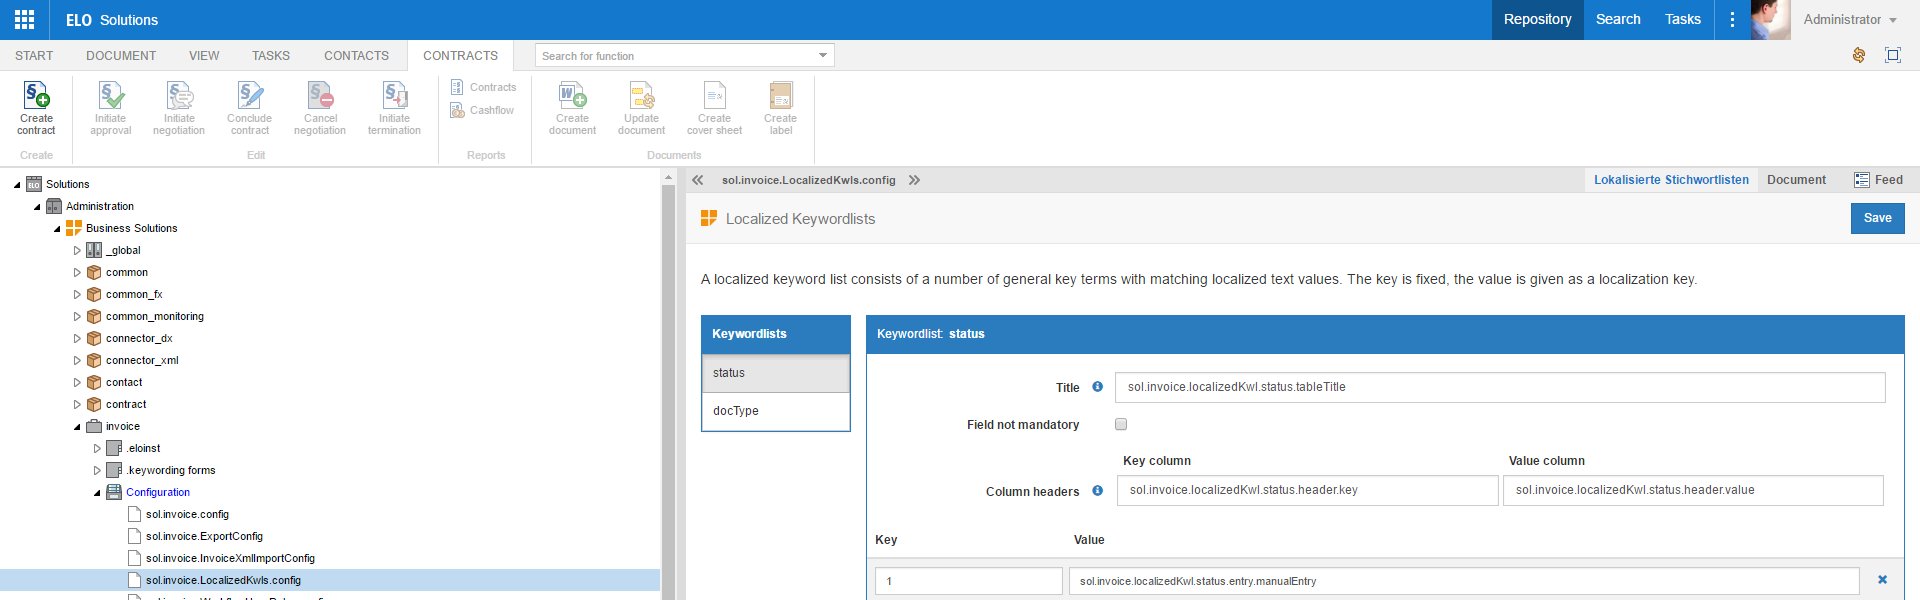 ELO Solutions
Repository Search Tasks Administrator
START DOCUMENT VIEW TASKS CONTACTS CONTRACTS Search for function
Create contract
Create
Initiate approval
Initiate negotiation
Conclude contract
Cancel negotiation
Initiate termination
Edit
Contracts
Cashflow
Reports
Create document
Update document
Create cover sheet
Create label
Documents
ELO Solutions
Administration
Business Solutions
_global
common
common_fx
common_monitoring
connector_dx
connector_xml
contact
contract
invoice
.eloinst
.keywording forms
Configuration
sol.invoice.config
sol.invoice.ExportConfig
sol.invoice.InvoiceXmlImportConfig
sol.invoice.LocalizedKwls.config
sol.invoice.LocalizedKwls.config
Lokalisierte Stichwortlisten Document Feed
Localized Keywordlists
Save
A localized keyword list consists of a number of general key terms with matching localized text values. The key is fixed, the value is given as a localization key.
Keywordlists
status
docType
Keywordlist: status
Title sol.invoice.localizedKwl.status.tableTitle
Field not mandatory
Key column Value column
Column headers sol.invoice.localizedKwl.status.header.key sol.invoice.localizedKwl.status.header.value
Key Value
1 sol.invoice.localizedKwl.status.entry.manualEntry